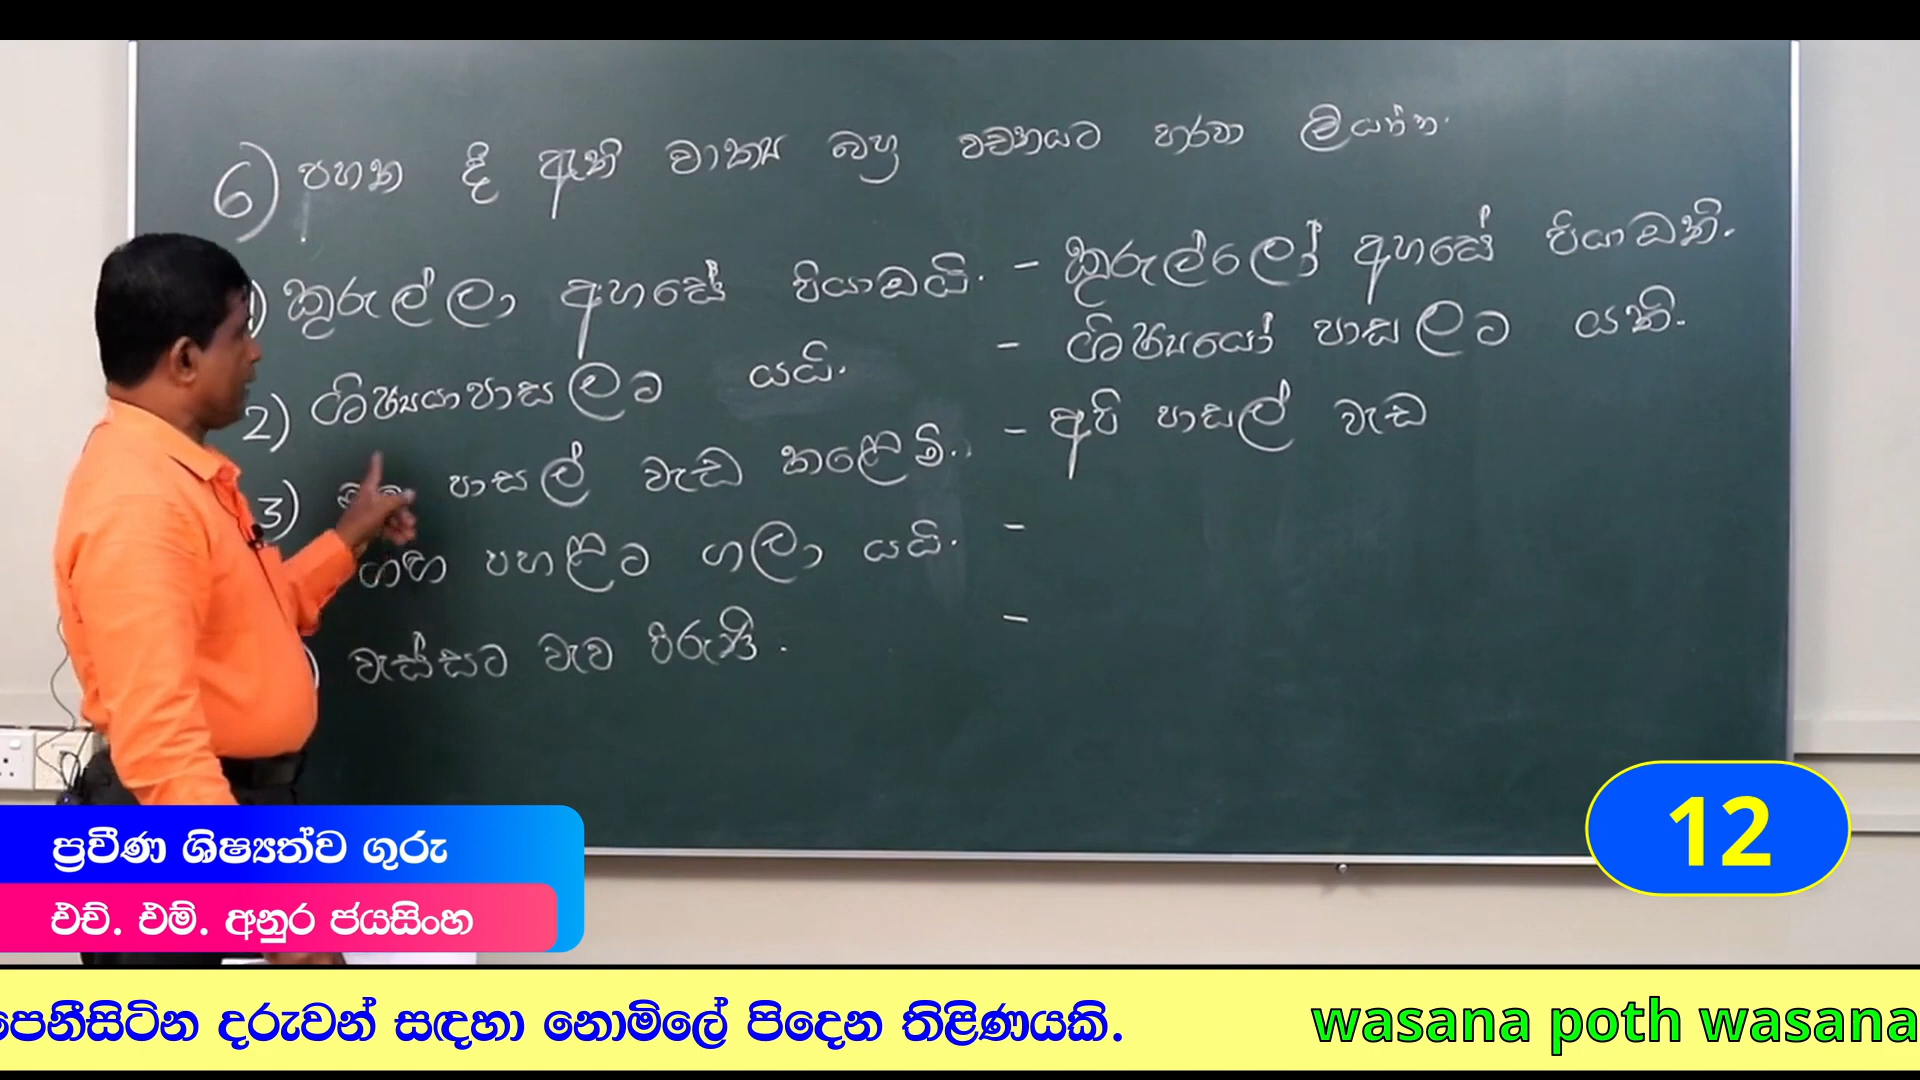 6) පහත දී ඇති වාක්‍ය බහු වචනයට හරවා ලියන්න.
1) කුරුල්ලා අහසේ පියාඹයි. - කුරුල්ලෝ අහසේ පියාඹති.
2) ශිෂ්‍යයා පාසලට යයි. - ශිෂ්‍යයෝ පාසලට යති.
3) පාසල් වැඩ කළෙමි. - අපි පාසල් වැඩ
ගඟ පහළට ගලා යයි. -
) වැස්සට වැව පිරුණි. -
12
ප්‍රවීණ ශිෂ්‍යත්ව ගුරු
එච්. එම්. අනුර ජයසිංහ
පෙනීසිටින දරුවන් සඳහා නොමිලේ පිදෙන තිළිණයකි. wasana poth wasana